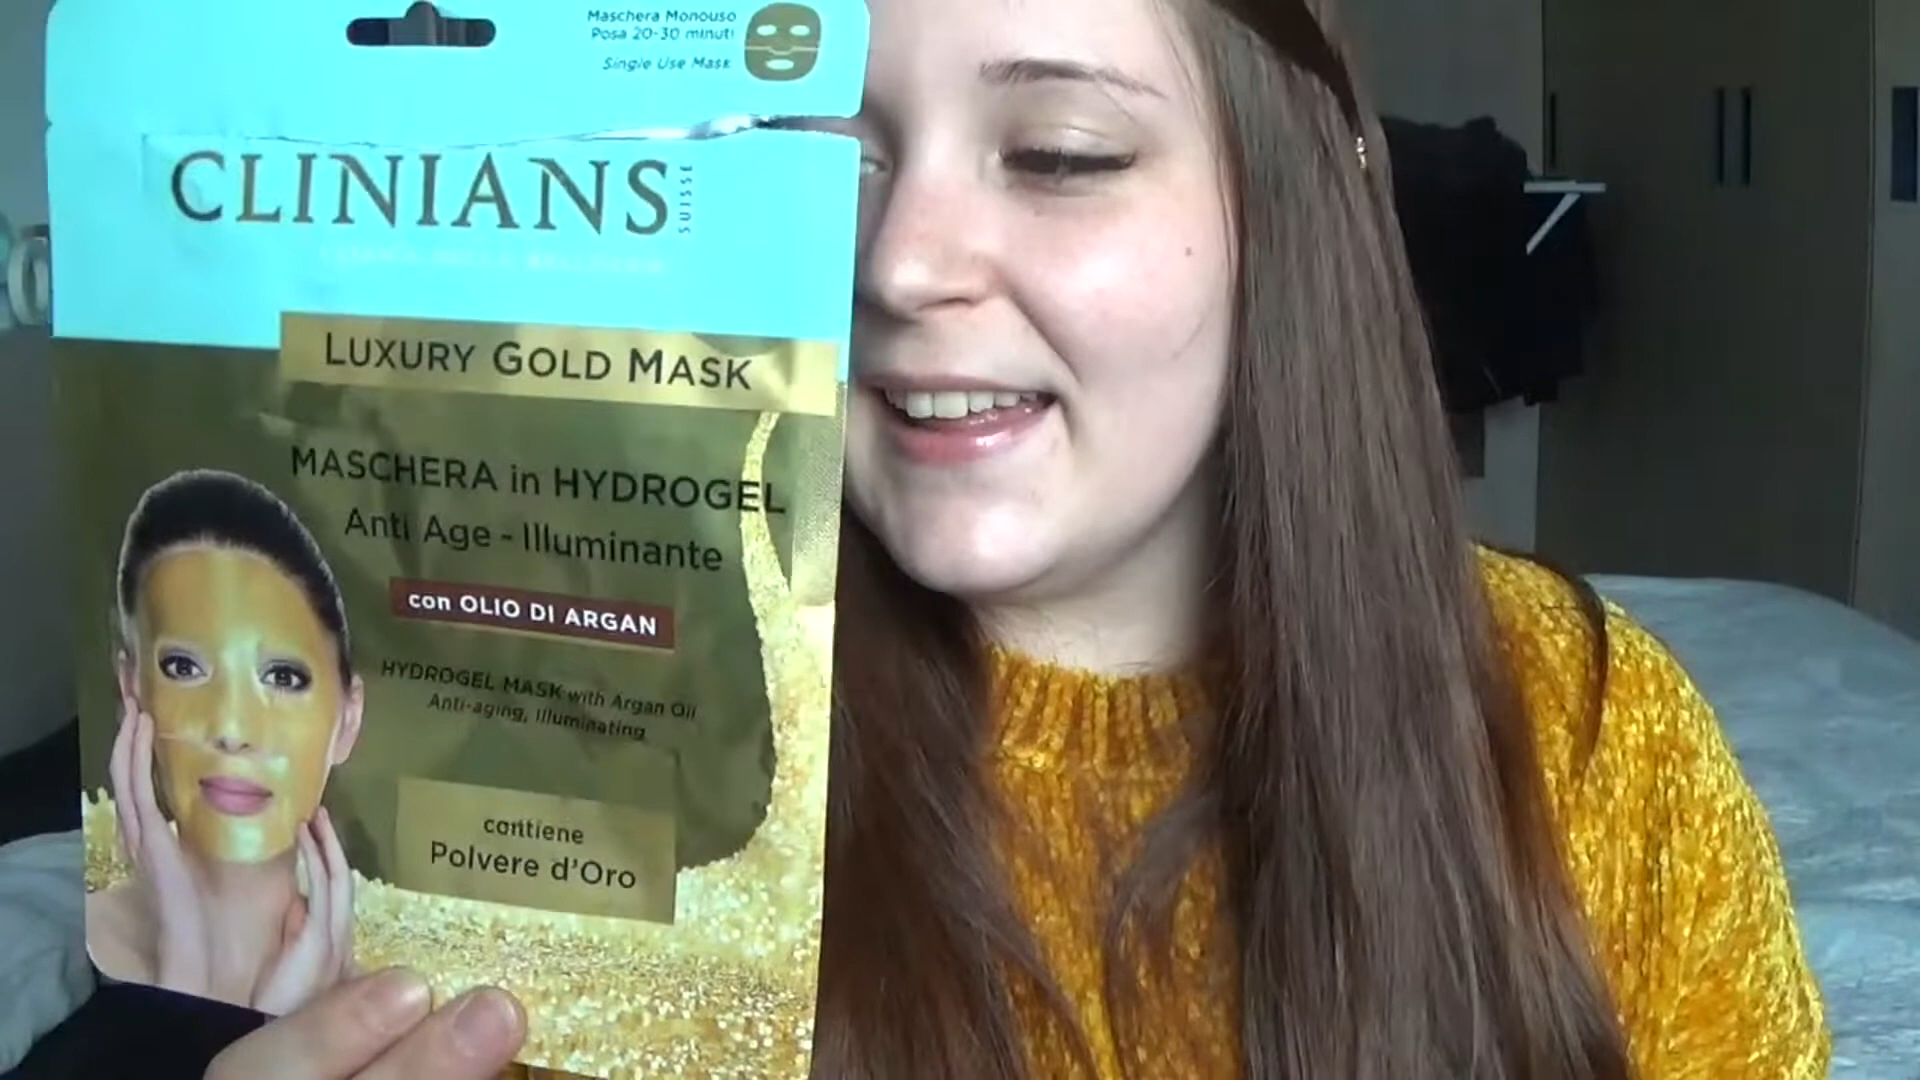 Maschera Monouso
Posa 20-30 minuti
Single Use Mask
CLINIANS
SUISSE
LUXURY GOLD MASK
MASCHERA in HYDROGEL
Anti Age - Illuminante
con OLIO DI ARGAN
HYDROGEL MASK with Argan Oil
Anti-aging, Illuminating
contiene
Polvere d'Oro